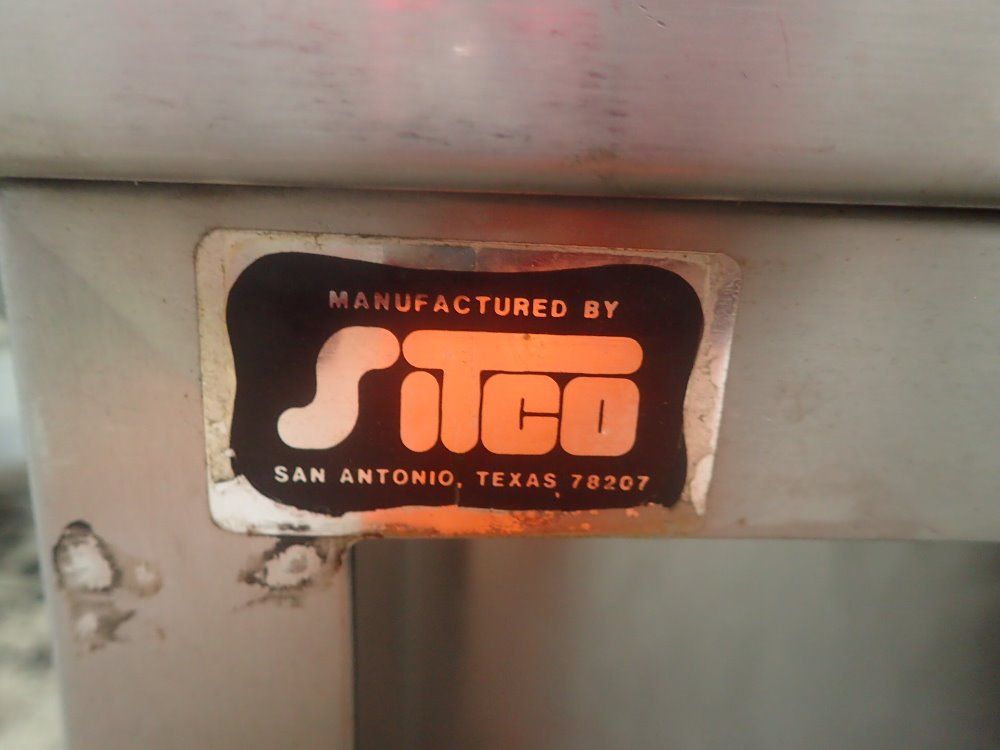 MANUFACTURED BY
SITCO
SAN ANTONIO, TEXAS 78207